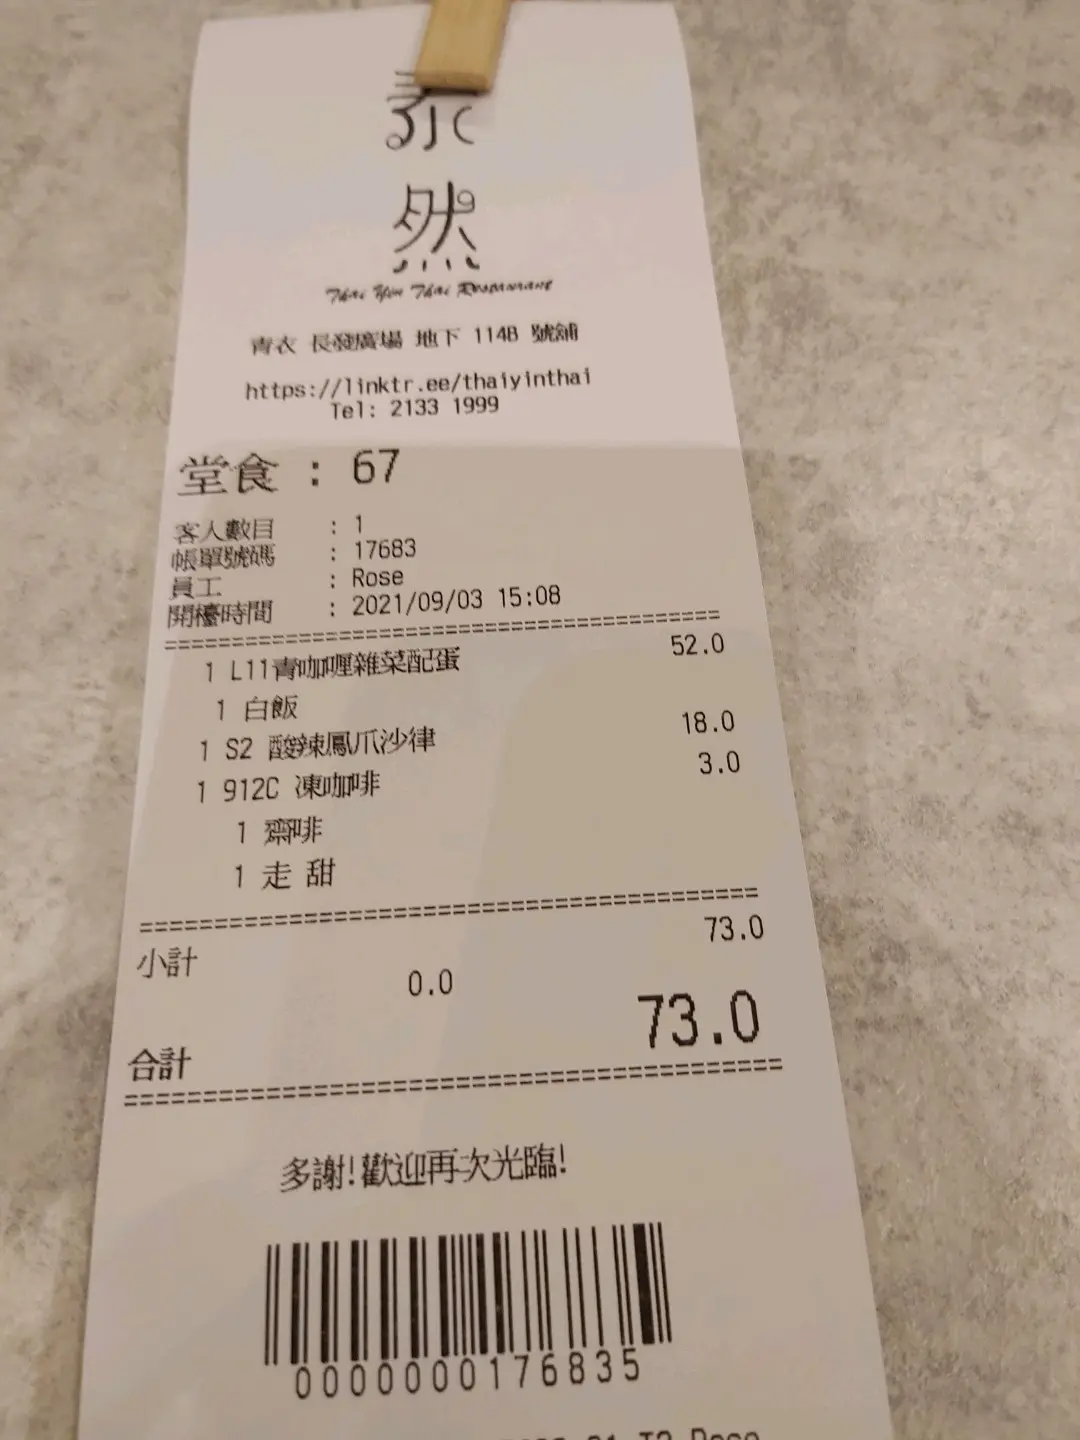 泰
然
Thai Yin Thai Restaurant
青衣 長發廣場 地下 114B 號舖
https://linktr.ee/thaiyinthai
Tel: 2133 1999
堂食 : 67
客人數目 : 1
帳單號碼 : 17683
員工 : Rose
開檯時間 : 2021/09/03 15:08
1 L11青咖喱雜菜配蛋 52.0
1 白飯
1 S2 酸辣鳳爪沙律 18.0
1 912C 凍咖啡 3.0
1 齋啡
1 走 甜
小計 73.0
0.0
合計 73.0
多謝!歡迎再次光臨!
0000000176835